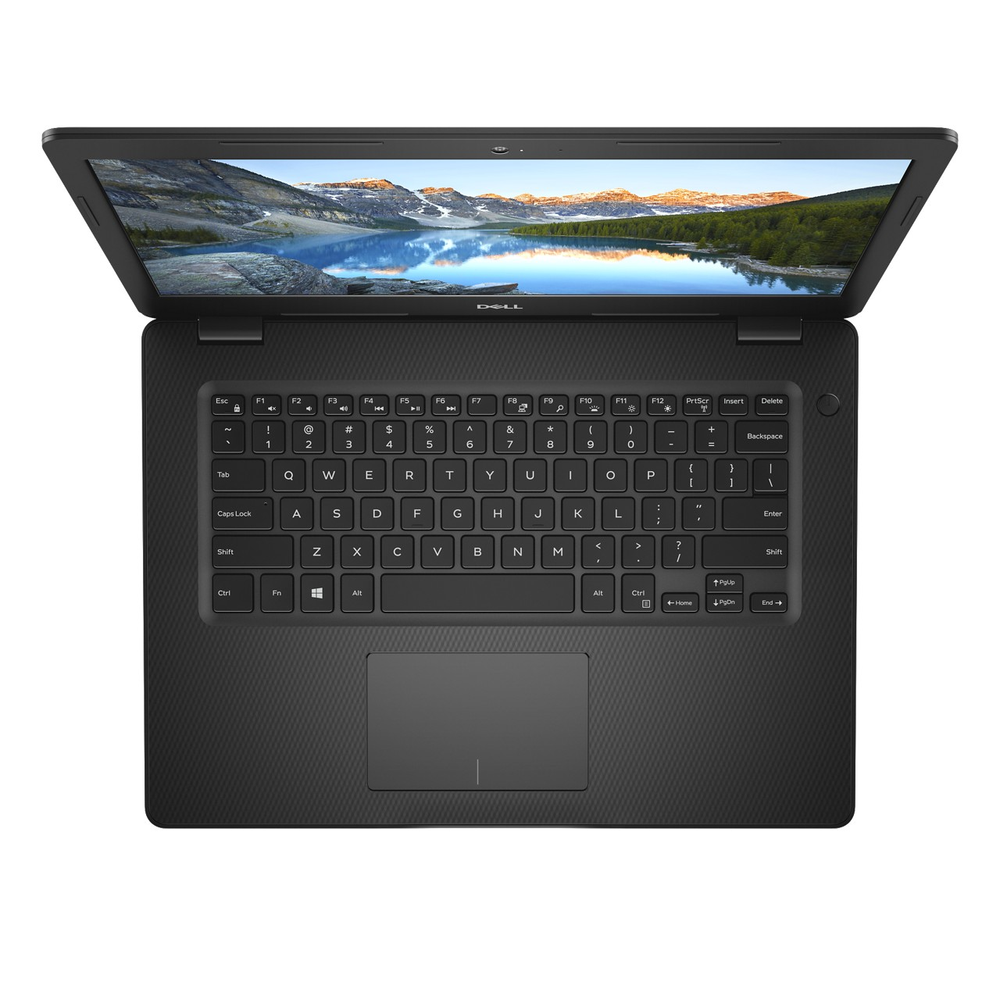 DELL
Esc F1 F2 F3 F4 F5 F6 F7 F8 F9 F10 F11 F12 PrtScr Insert Delete
~ ! @ # $ % ^ & * ( ) – +
` 1 2 3 4 5 6 7 8 9 0 - = Backspace
Tab Q W E R T Y U I O P { } |
[ ] \
Caps Lock A S D F G H J K L : ” Enter
; ’
Shift Z X C V B N M < > ? Shift
, . /
Ctrl Fn Alt Alt Ctrl ←Home ↑PgUp End→
↓PgDn